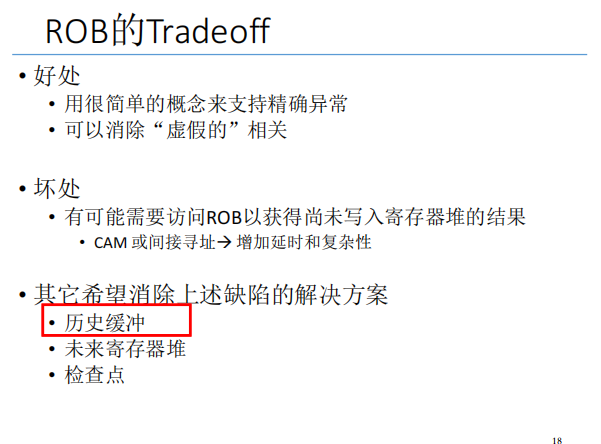 ROB的Tradeoff
• 好处
• 用很简单的概念来支持精确异常
• 可以消除“虚假的”相关
• 坏处
• 有可能需要访问ROB以获得尚未写入寄存器堆的结果
• CAM 或间接寻址→ 增加延时和复杂性
• 其它希望消除上述缺陷的解决方案
• 历史缓冲
• 未来寄存器堆
• 检查点
18